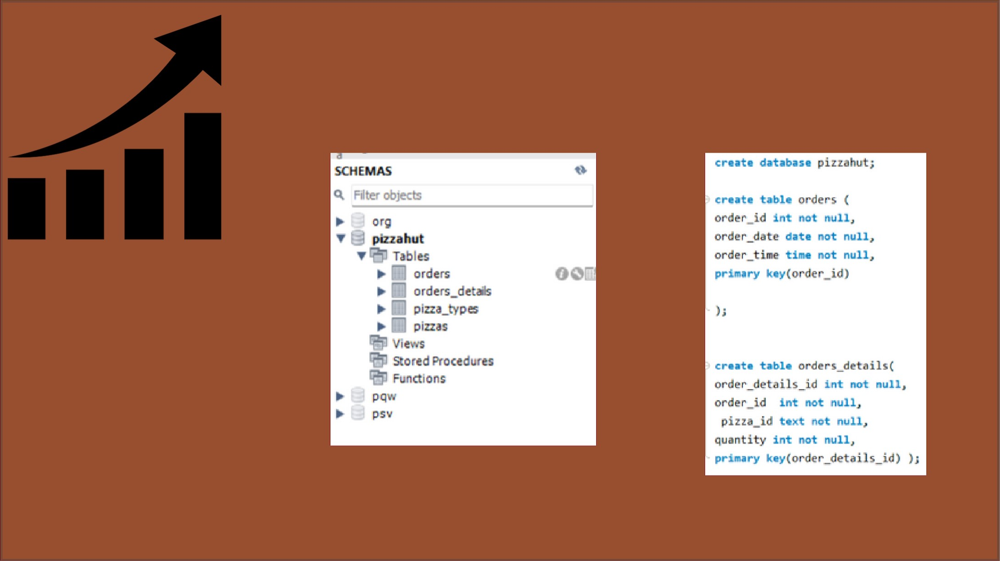 SCHEMAS
Filter objects
org
pizzahut
Tables
orders
orders_details
pizza_types
pizzas
Views
Stored Procedures
Functions
pqw
psv
create database pizzahut;
create table orders (
order_id int not null,
order_date date not null,
order_time time not null,
primary key(order_id)
);
create table orders_details(
order_details_id int not null,
order_id  int not null,
pizza_id text not null,
quantity int not null,
primary key(order_details_id) );